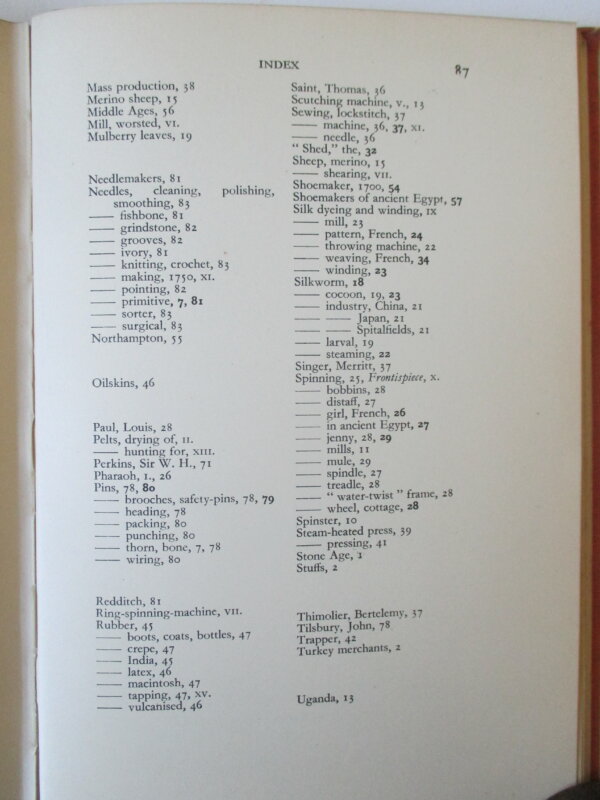 INDEX
87
Mass production, 38
Merino sheep, 15
Middle Ages, 56
Mill, worsted, VI.
Mulberry leaves, 19
Needlemakers, 81
Needles, cleaning, polishing,
smoothing, 83
—— fishbone, 81
—— grindstone, 82
—— grooves, 82
—— ivory, 81
—— knitting, crochet, 83
—— making, 1750, XI.
—— pointing, 82
—— primitive, 7, 81
—— sorter, 83
—— surgical, 83
Northampton, 55
Oilskins, 46
Paul, Louis, 28
Pelts, drying of, II.
—— hunting for, XIII.
Perkins, Sir W. H., 71
Pharaoh, I., 26
Pins, 78, 80
—— brooches, safety-pins, 78, 79
—— heading, 78
—— packing, 80
—— punching, 80
—— thorn, bone, 7, 78
—— wiring, 80
Redditch, 81
Ring-spinning-machine, VII.
Rubber, 45
—— boots, coats, bottles, 47
—— crepe, 47
—— India, 45
—— latex, 46
—— macintosh, 47
—— tapping, 47, XV.
—— vulcanised, 46
Saint, Thomas, 36
Scutching machine, V., 13
Sewing, lockstitch, 37
—— machine, 36, 37, XI.
—— needle, 36
“ Shed,” the, 32
Sheep, merino, 15
—— shearing, VII.
Shoemaker, 1700, 54
Shoemakers of ancient Egypt, 57
Silk dyeing and winding, IX
—— mill, 23
—— pattern, French, 24
—— throwing machine, 22
—— weaving, French, 34
—— winding, 23
Silkworm, 18
—— cocoon, 19, 23
—— industry, China, 21
—— —— Japan, 21
—— —— Spitalfields, 21
—— larval, 19
—— steaming, 22
Singer, Merritt, 37
Spinning, 25, Frontispiece, X.
—— bobbins, 28
—— distaff, 27
—— girl, French, 26
—— in ancient Egypt, 27
—— jenny, 28, 29
—— mills, 11
—— mule, 29
—— spindle, 27
—— treadle, 28
—— “ water-twist ” frame, 28
—— wheel, cottage, 28
Spinster, 10
Steam-heated press, 39
—— pressing, 41
Stone Age, 1
Stuffs, 2
Thimolier, Bertelemy, 37
Tilsbury, John, 78
Trapper, 42
Turkey merchants, 2
Uganda, 13